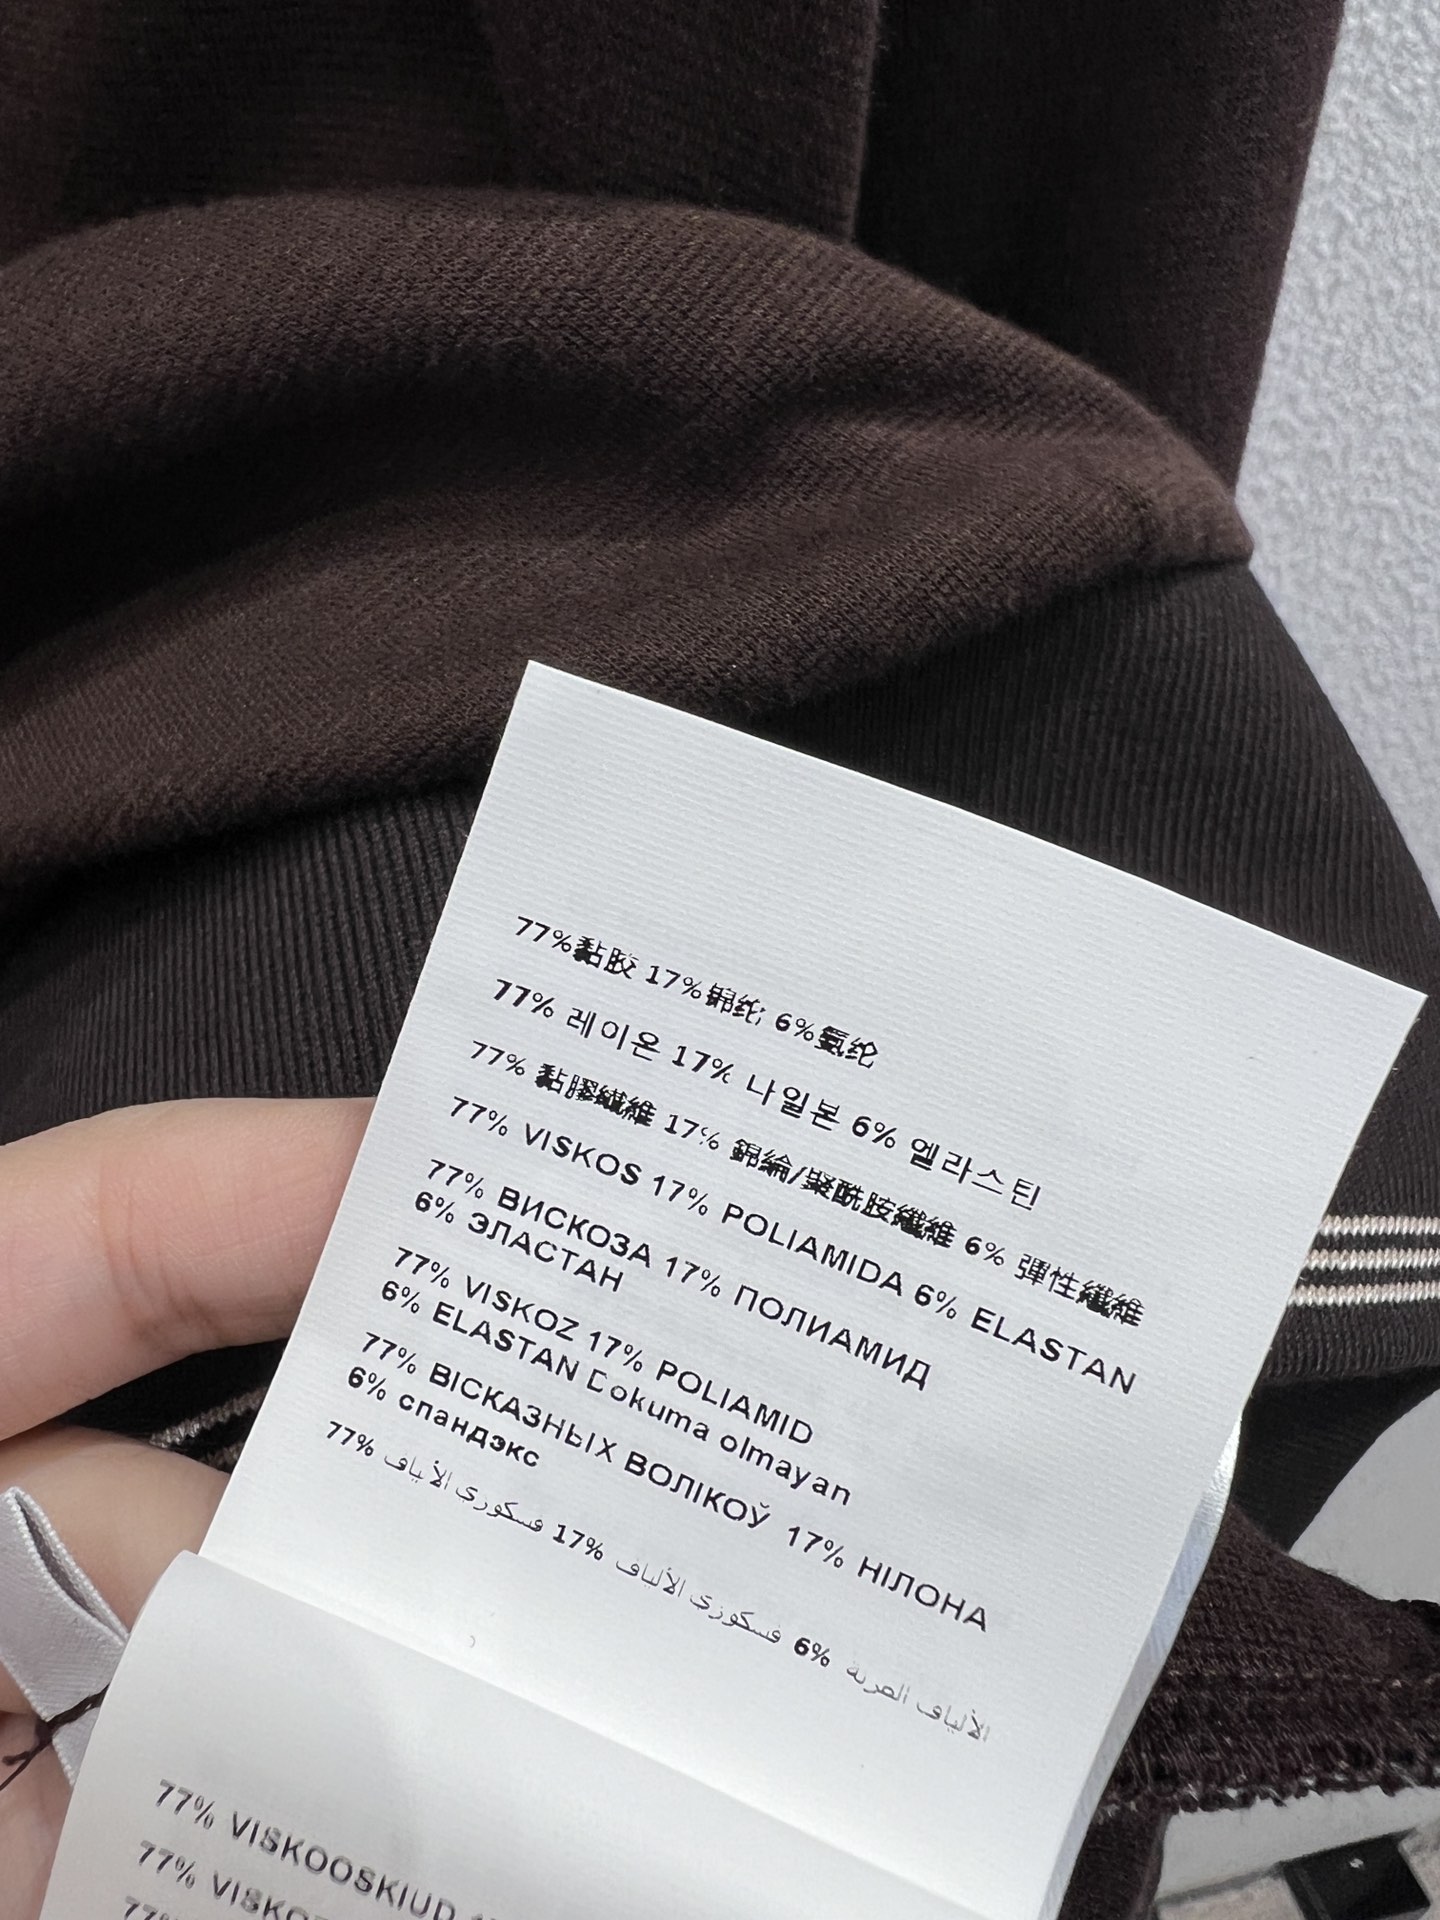 77%黏胶 17%锦纶 6%氨纶
77% 레이온 17% 나일본 6% 엘라스틴
77% 黏膠纖維 17% 錦綸/聚酰胺纖維 6% 彈性纖維
77% VISKOS 17% POLIAMIDA 6% ELASTAN
77% ВИСКОЗА 17% ПОЛИАМИД
6% ЭЛАСТАН
77% VISKOZ 17% POLIAMID
6% ELASTAN Dokuma olmayan
77% ВІСКАЗНЫХ ВОЛІКОЎ 17% НІЛОНА
6% спандэкс
77% فسكوزي الألياف 17% فسكوزي الألياف 6% الألياف
77% VISKOOSKIUD
77%